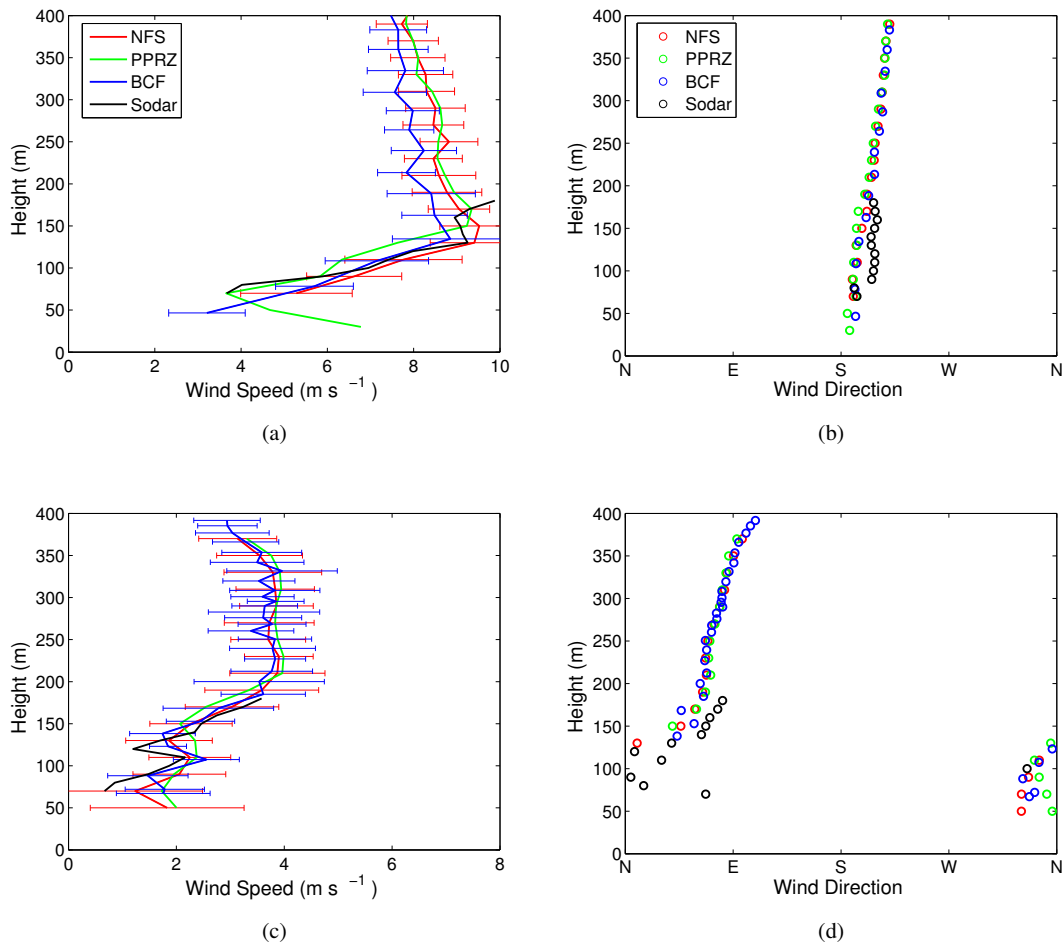 400
350
300
250
200
150
100
50
0
Height (m)
0 2 4 6 8 10
Wind Speed (m s −1)
NFS
PPRZ
BCF
Sodar
(a)
400
350
300
250
200
150
100
50
0
Height (m)
N E S W N
Wind Direction
NFS
PPRZ
BCF
Sodar
(b)
400
350
300
250
200
150
100
50
0
Height (m)
0 2 4 6 8
Wind Speed (m s −1)
(c)
400
350
300
250
200
150
100
50
0
Height (m)
N E S W N
Wind Direction
(d)